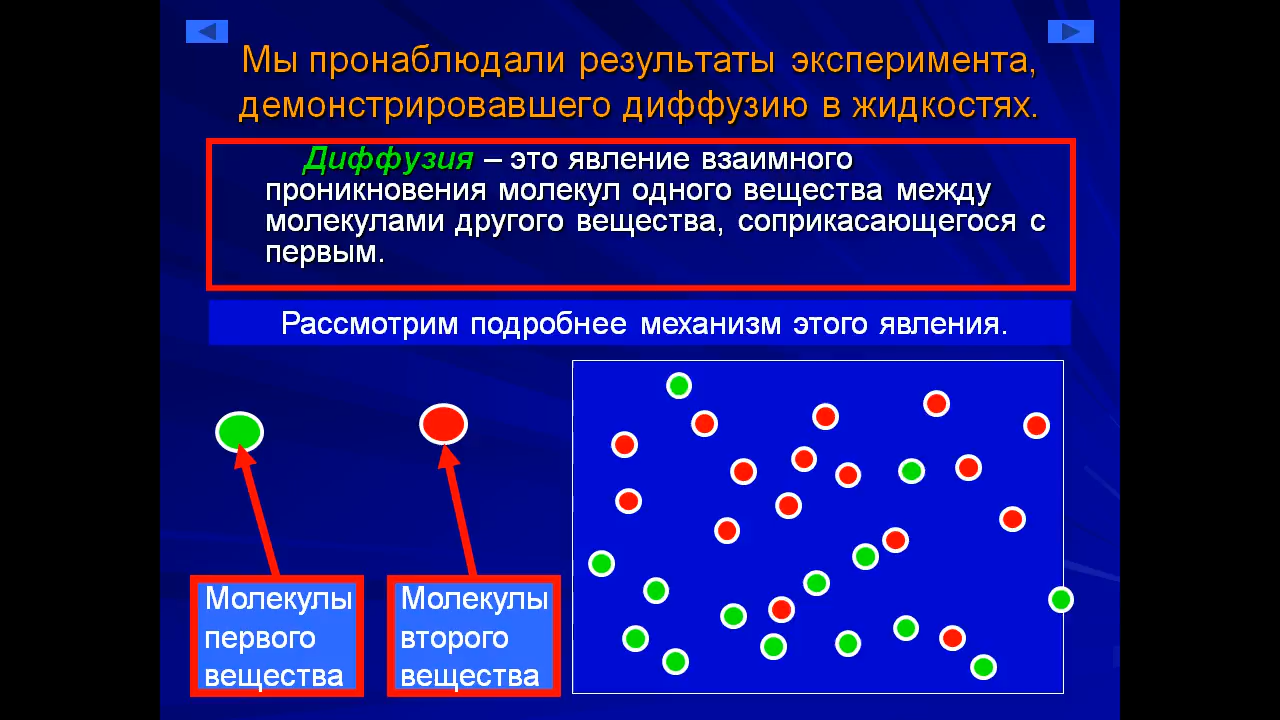 Мы пронаблюдали результаты эксперимента,
демонстрировавшего диффузию в жидкостях.
Диффузия – это явление взаимного
проникновения молекул одного вещества между
молекулами другого вещества, соприкасающегося с
первым.
Рассмотрим подробнее механизм этого явления.
Молекулы
первого
вещества
Молекулы
второго
вещества